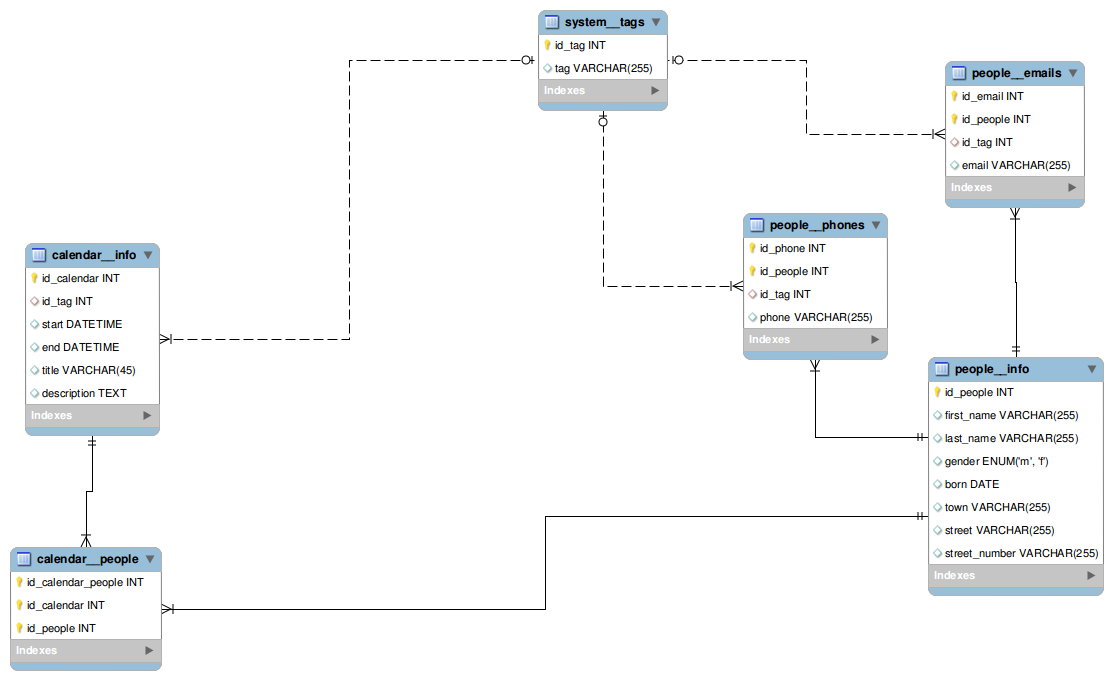 system__tags
id_tag INT
tag VARCHAR(255)
Indexes
people__emails
id_email INT
id_people INT
id_tag INT
email VARCHAR(255)
Indexes
people__phones
id_phone INT
id_people INT
id_tag INT
phone VARCHAR(255)
Indexes
calendar__info
id_calendar INT
id_tag INT
start DATETIME
end DATETIME
title VARCHAR(45)
description TEXT
Indexes
people__info
id_people INT
first_name VARCHAR(255)
last_name VARCHAR(255)
gender ENUM('m', 'f')
born DATE
town VARCHAR(255)
street VARCHAR(255)
street_number VARCHAR(255)
Indexes
calendar__people
id_calendar_people INT
id_calendar INT
id_people INT
Indexes